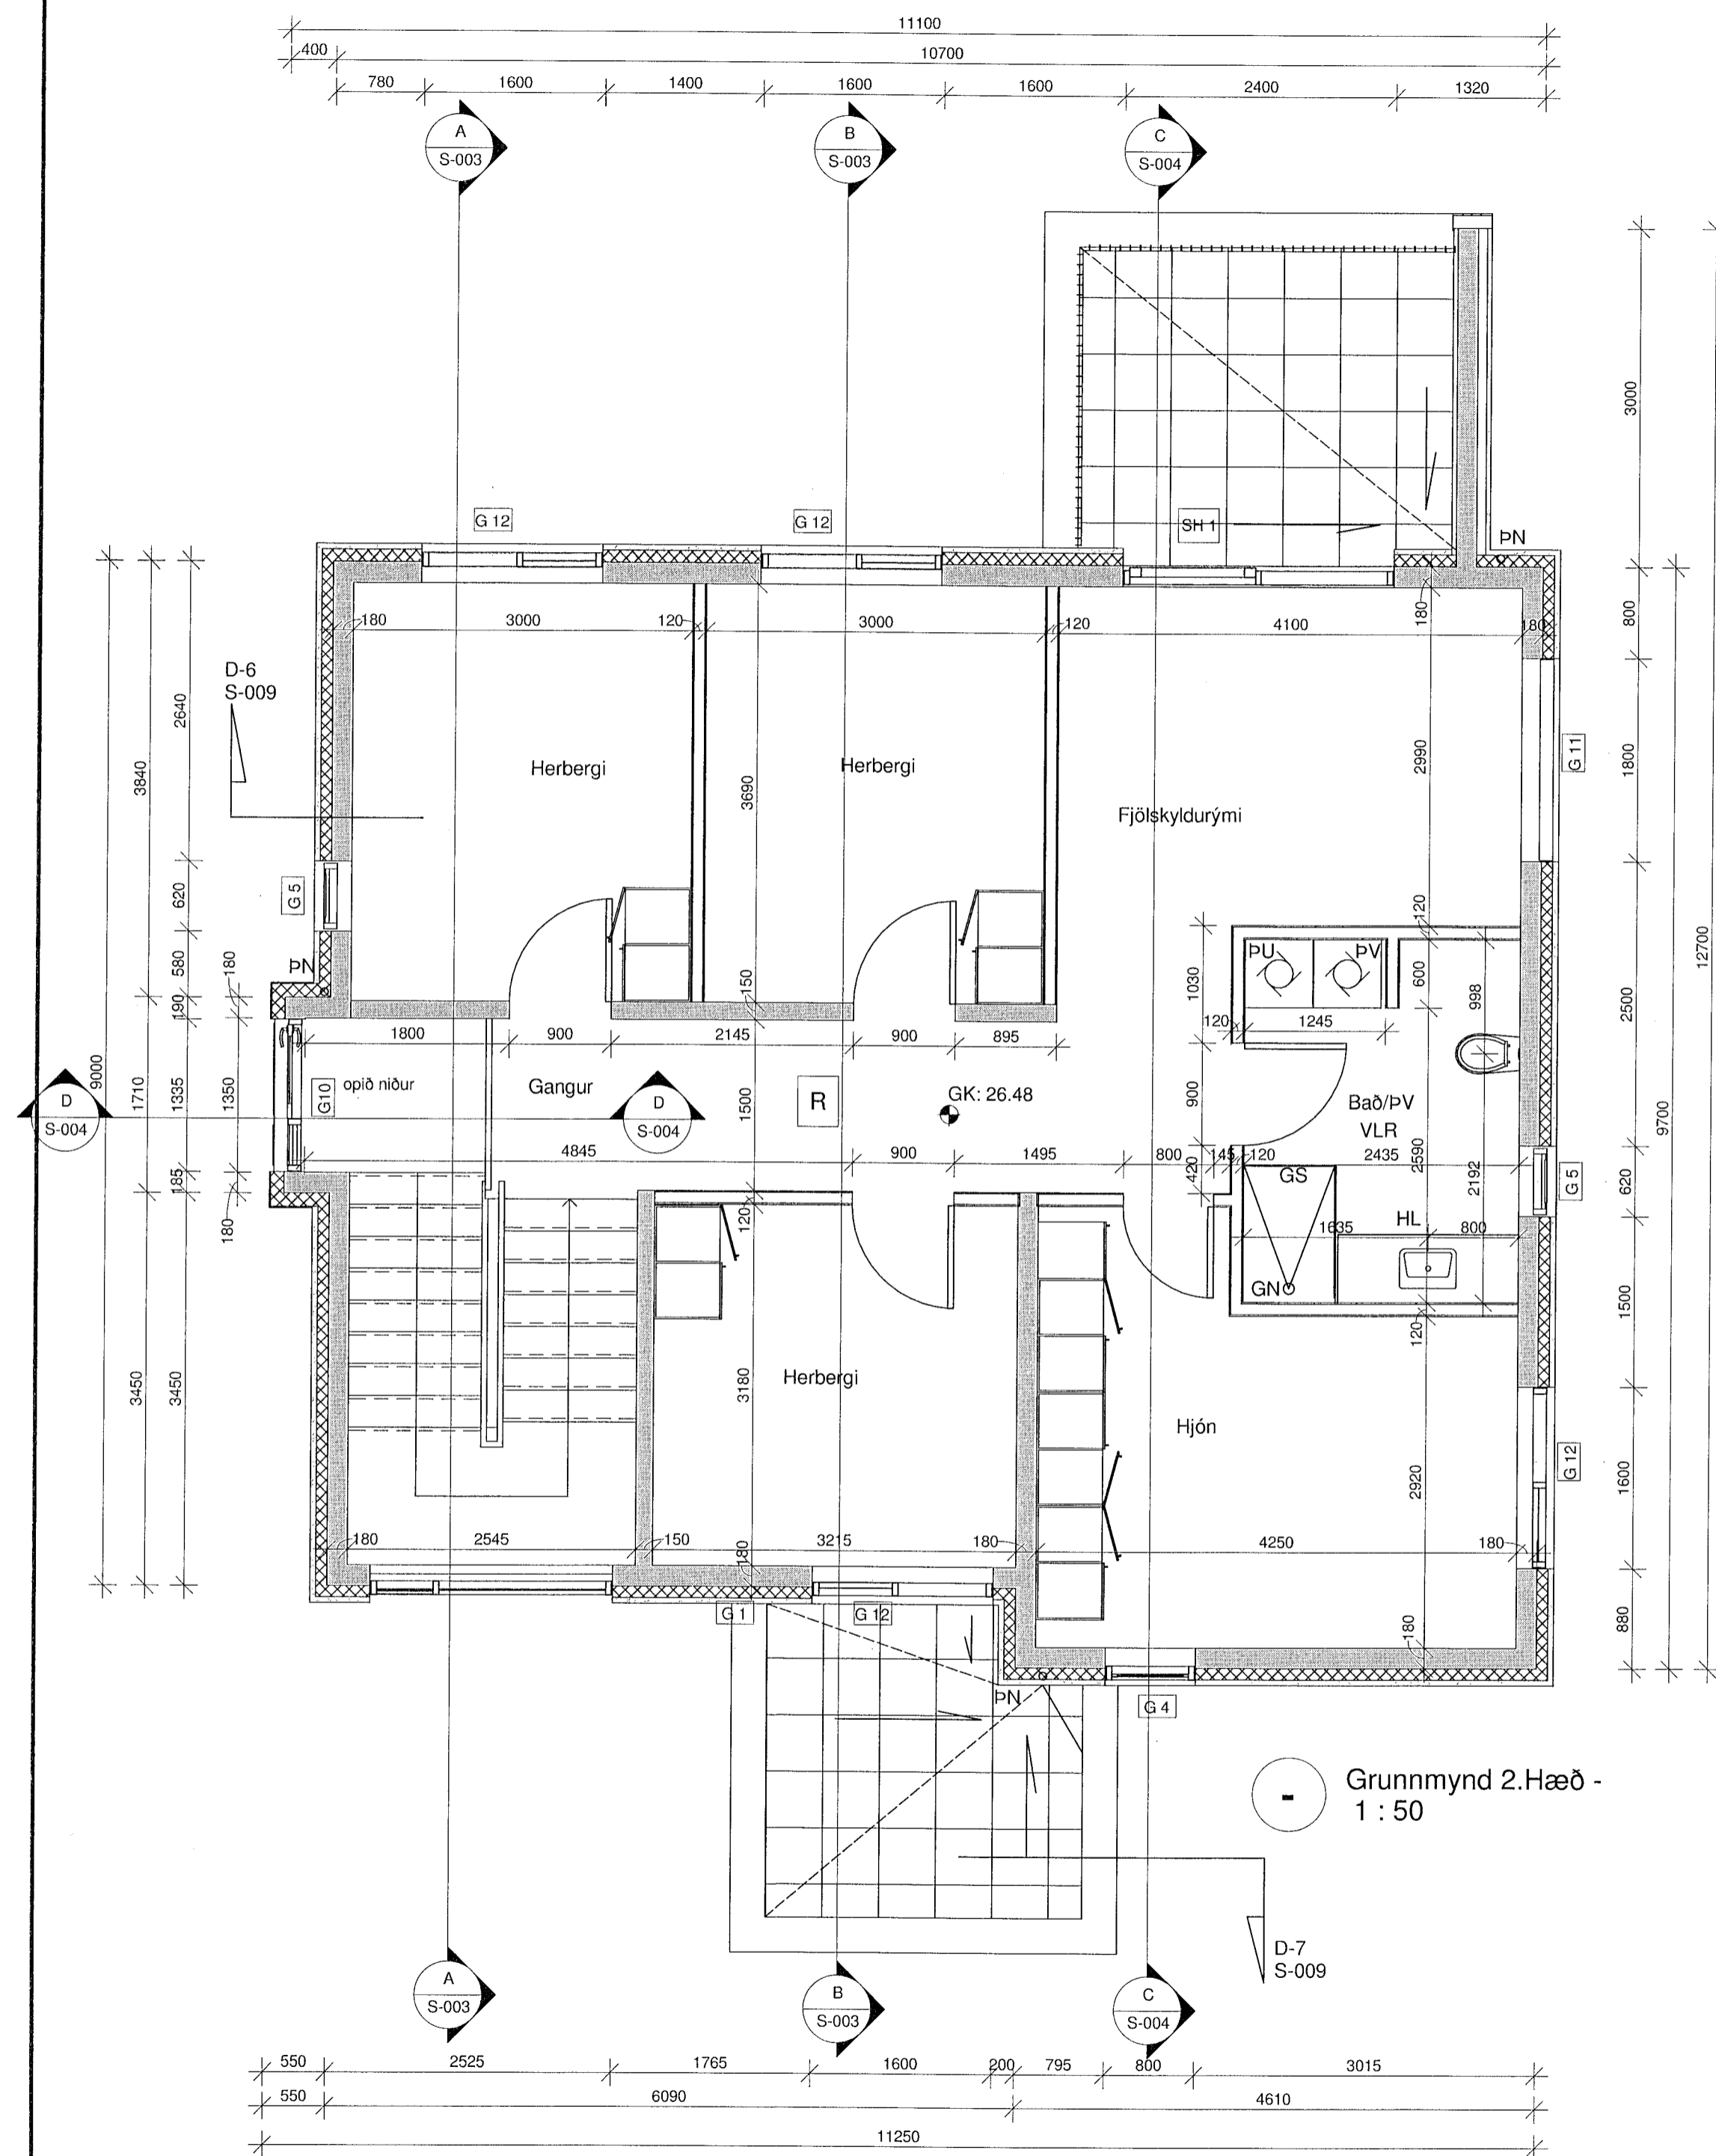 11100
400 10700
780 1600 1400 1600 1600 2400 1320
A
S-003
B
S-003
C
S-004
3000
12700
G 12
G 12
SH 1
ÞN
180 3000 120 3000 120 4100 180
180
800
D-6
S-009
2640
3840
Herbergi
Herbergi
Fjölskyldurými
3690
2990
1800
G 11
G 5
620
580
180
190
ÞN
150
120
ÞU
ÞV
600
998
1030
120 1245
2500
1800 900 2145 900 895
9000
1710
1335
1350
185
180
G10
opið niður
Gangur
R
GK: 26.48
1500
900
Bað/ÞV
VLR
9700
D
S-004
D
S-004
4845 900 1495 800 145 120 2435
420
2590
2192
GS
620
G 5
1635 800
HL
GN
120
120
1500
3450
3450
3180
Herbergi
Hjón
2920
1600
G 12
180 2545 150 3215 180 4250 180
180
180
880
G 1
G 12
ÞN
G 4
-
Grunnmynd 2.Hæð -
1 : 50
D-7
S-009
A
S-003
B
S-003
C
S-004
550 2525 1765 1600 200 795 800 3015
550 6090 4610
11250